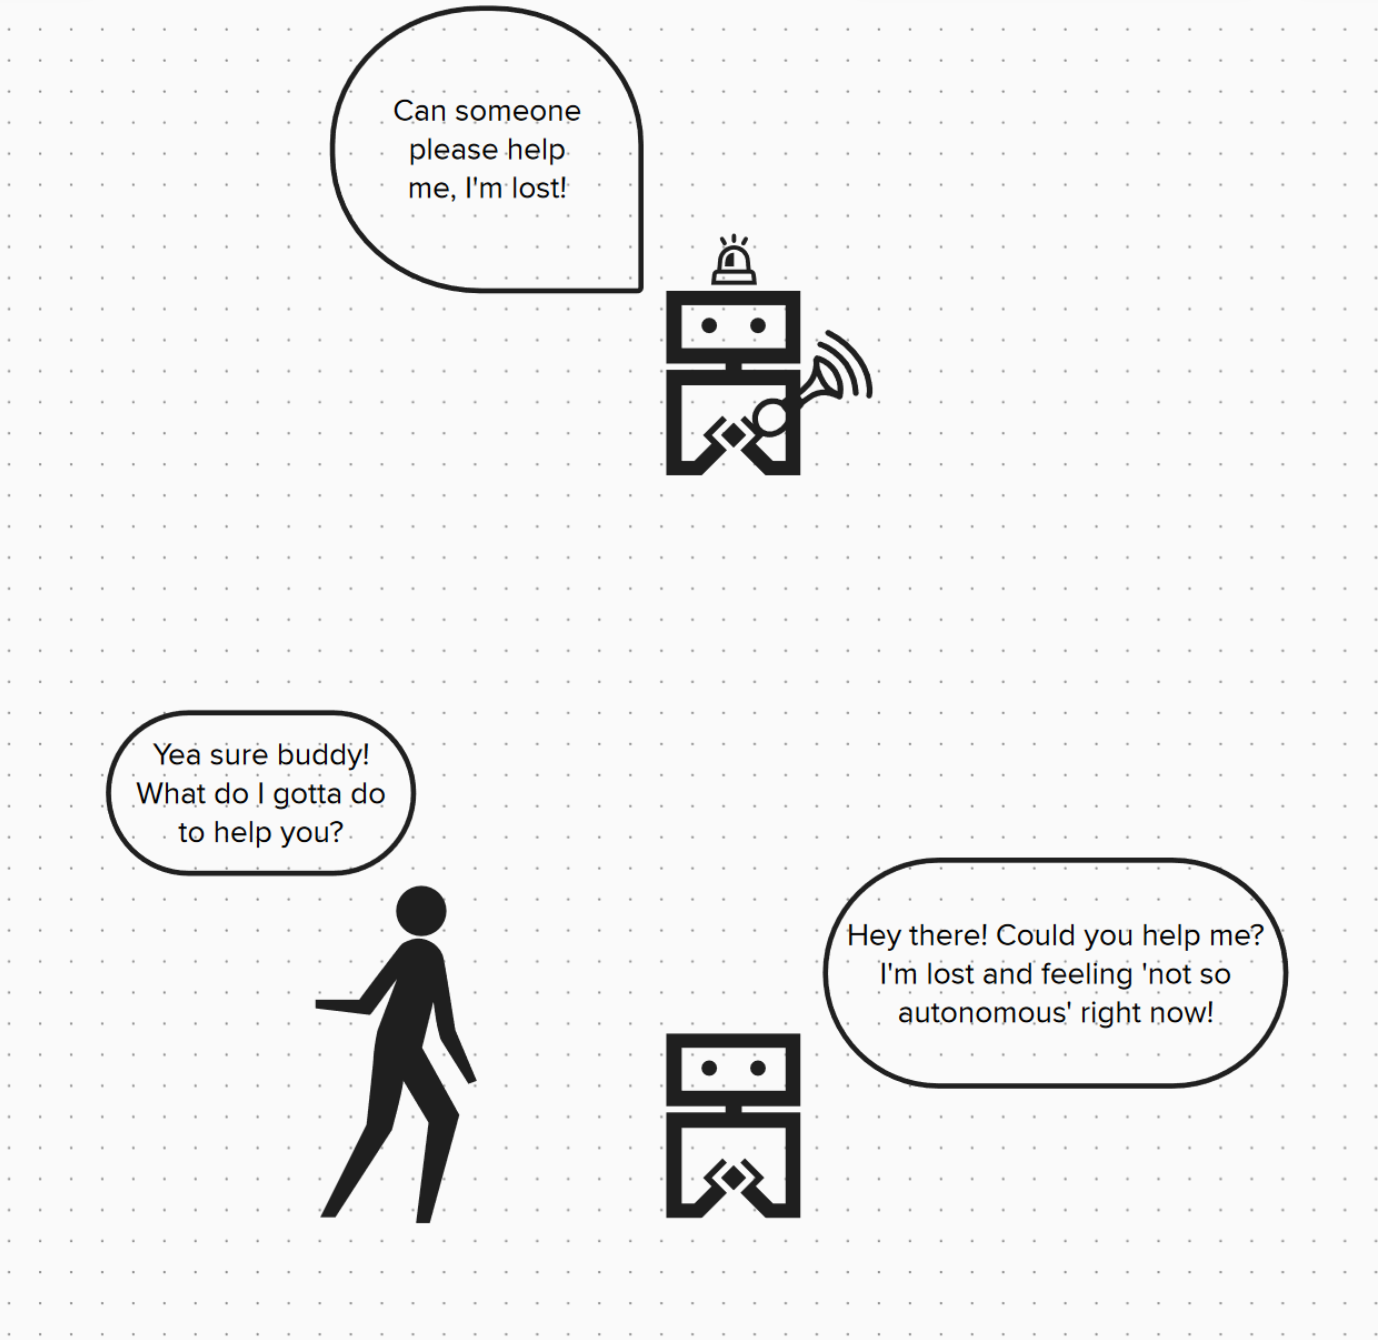 Can someone
please help
me, I'm lost!
Yea sure buddy!
What do I gotta do
to help you?
Hey there! Could you help me?
I'm lost and feeling 'not so
autonomous' right now!